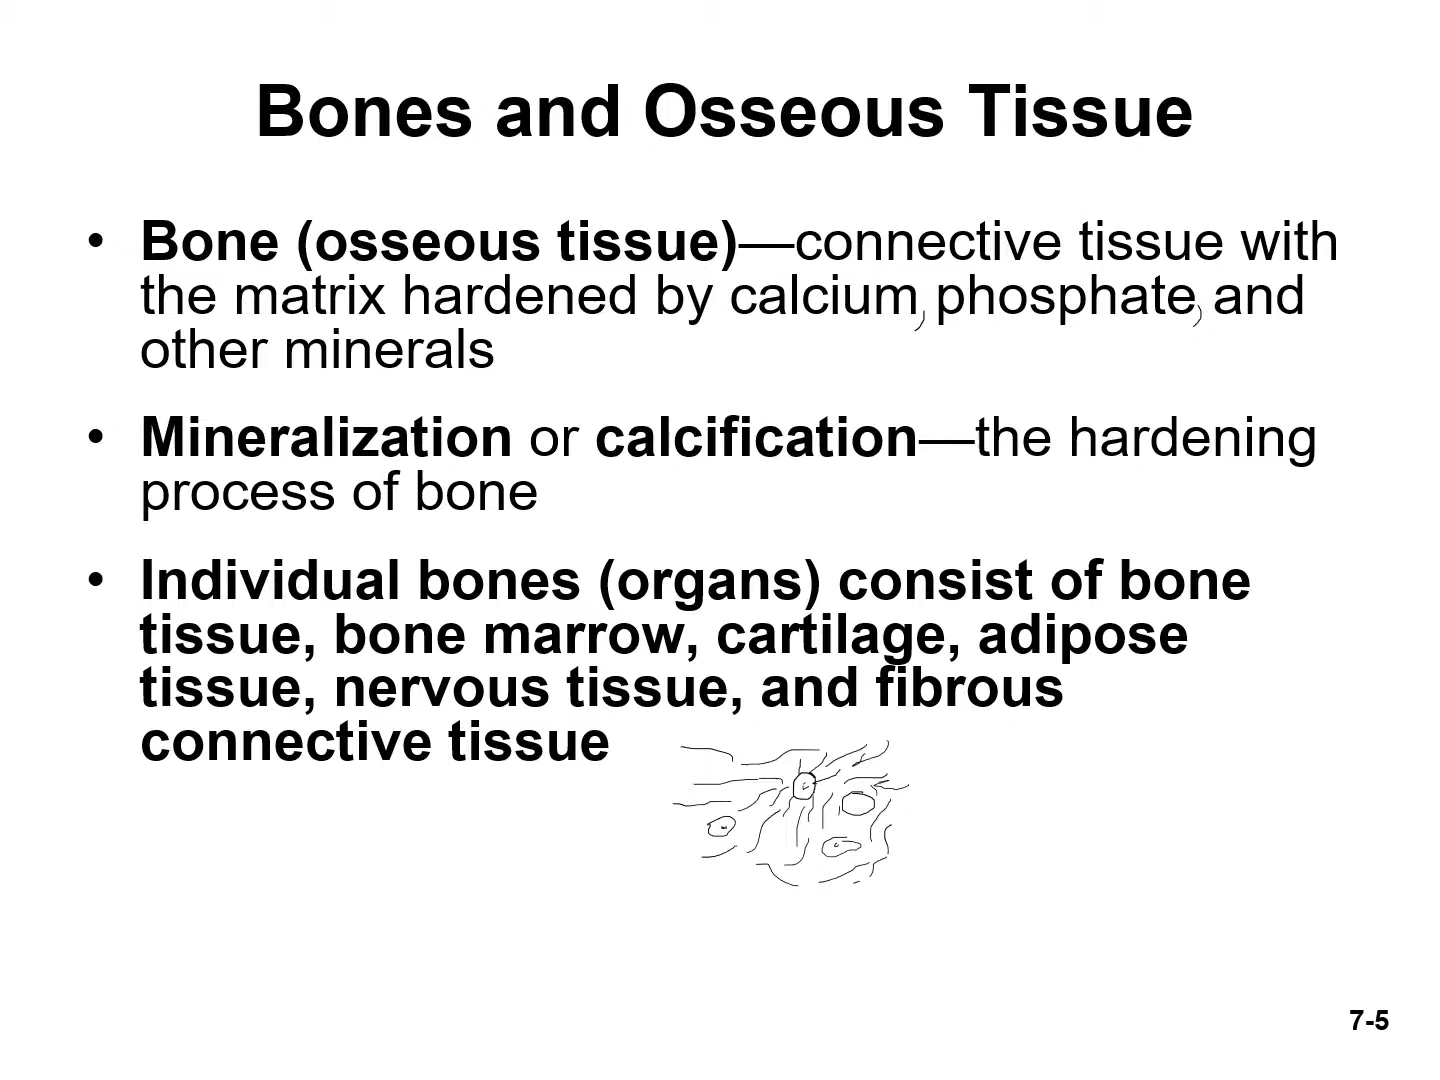 Bones and Osseous Tissue
• Bone (osseous tissue)—connective tissue with
the matrix hardened by calcium, phosphate, and
other minerals
• Mineralization or calcification—the hardening
process of bone
• Individual bones (organs) consist of bone
tissue, bone marrow, cartilage, adipose
tissue, nervous tissue, and fibrous
connective tissue
7-5